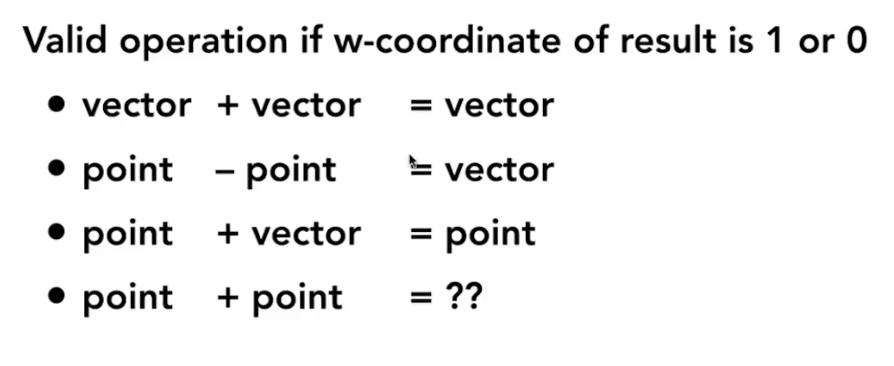 Valid operation if w-coordinate of result is 1 or 0
• vector + vector = vector
• point – point = vector
• point + vector = point
• point + point = ??